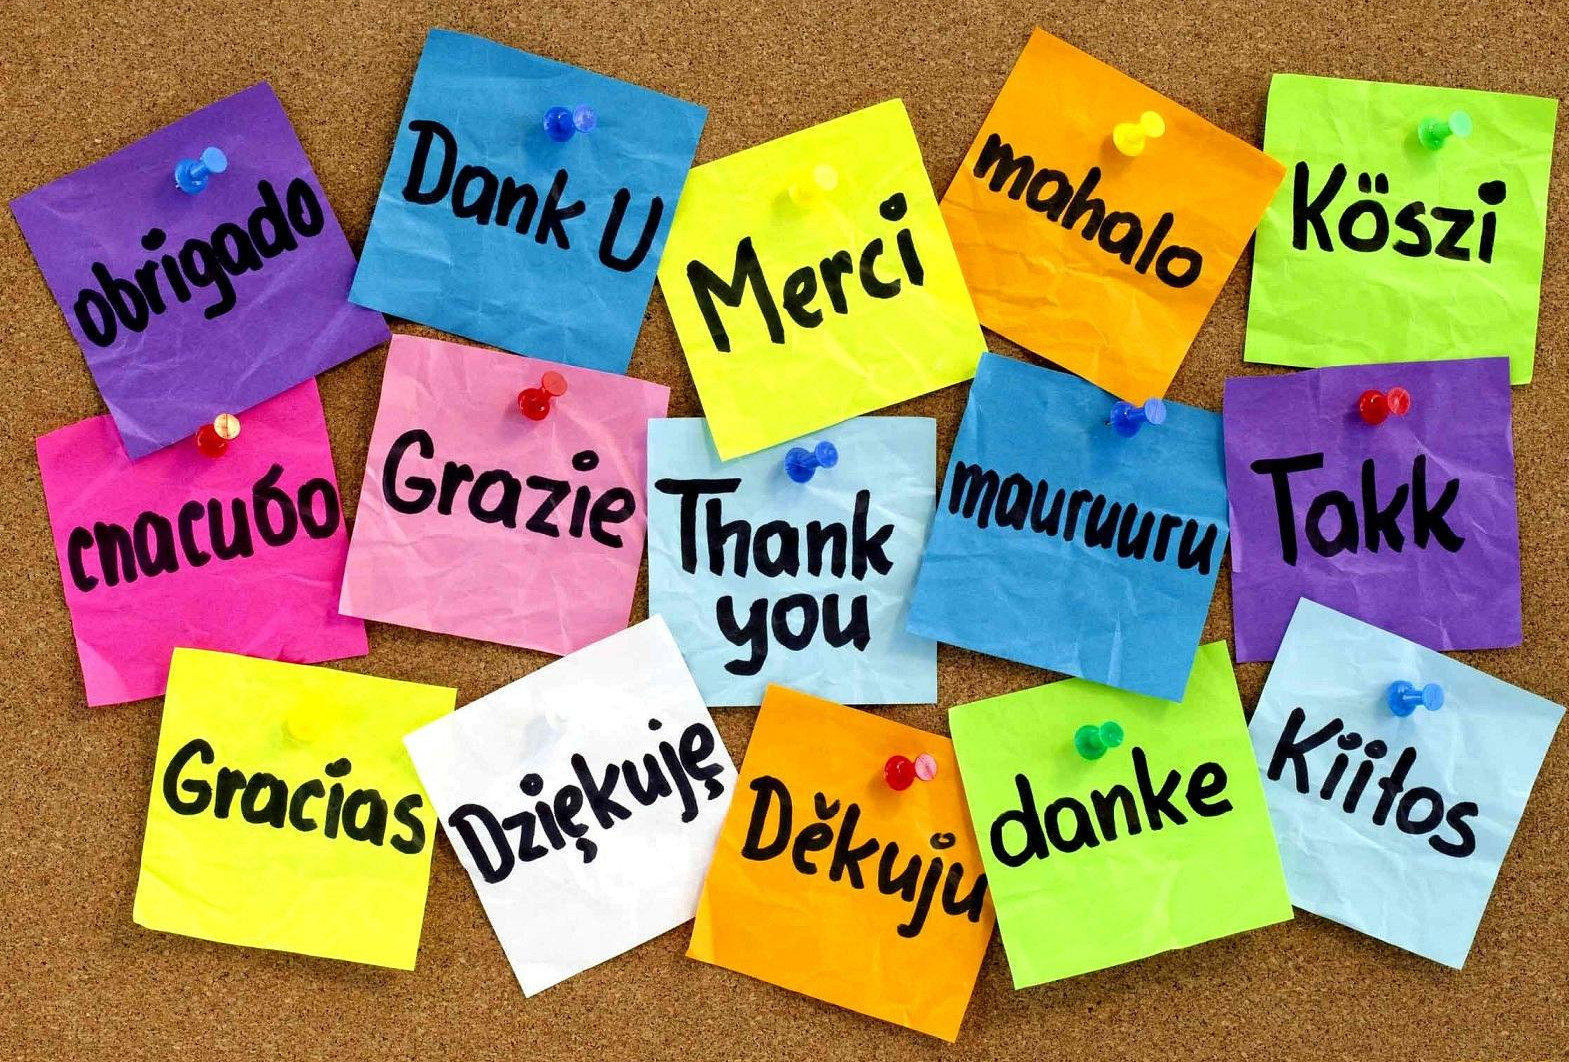 obrigado
Dank U
Merci
mahalo
Köszi
спасибо
Grazie
Thank
you
mauruuru
Takk
Gracias
Dziękuję
Děkuju
danke
Kiitos